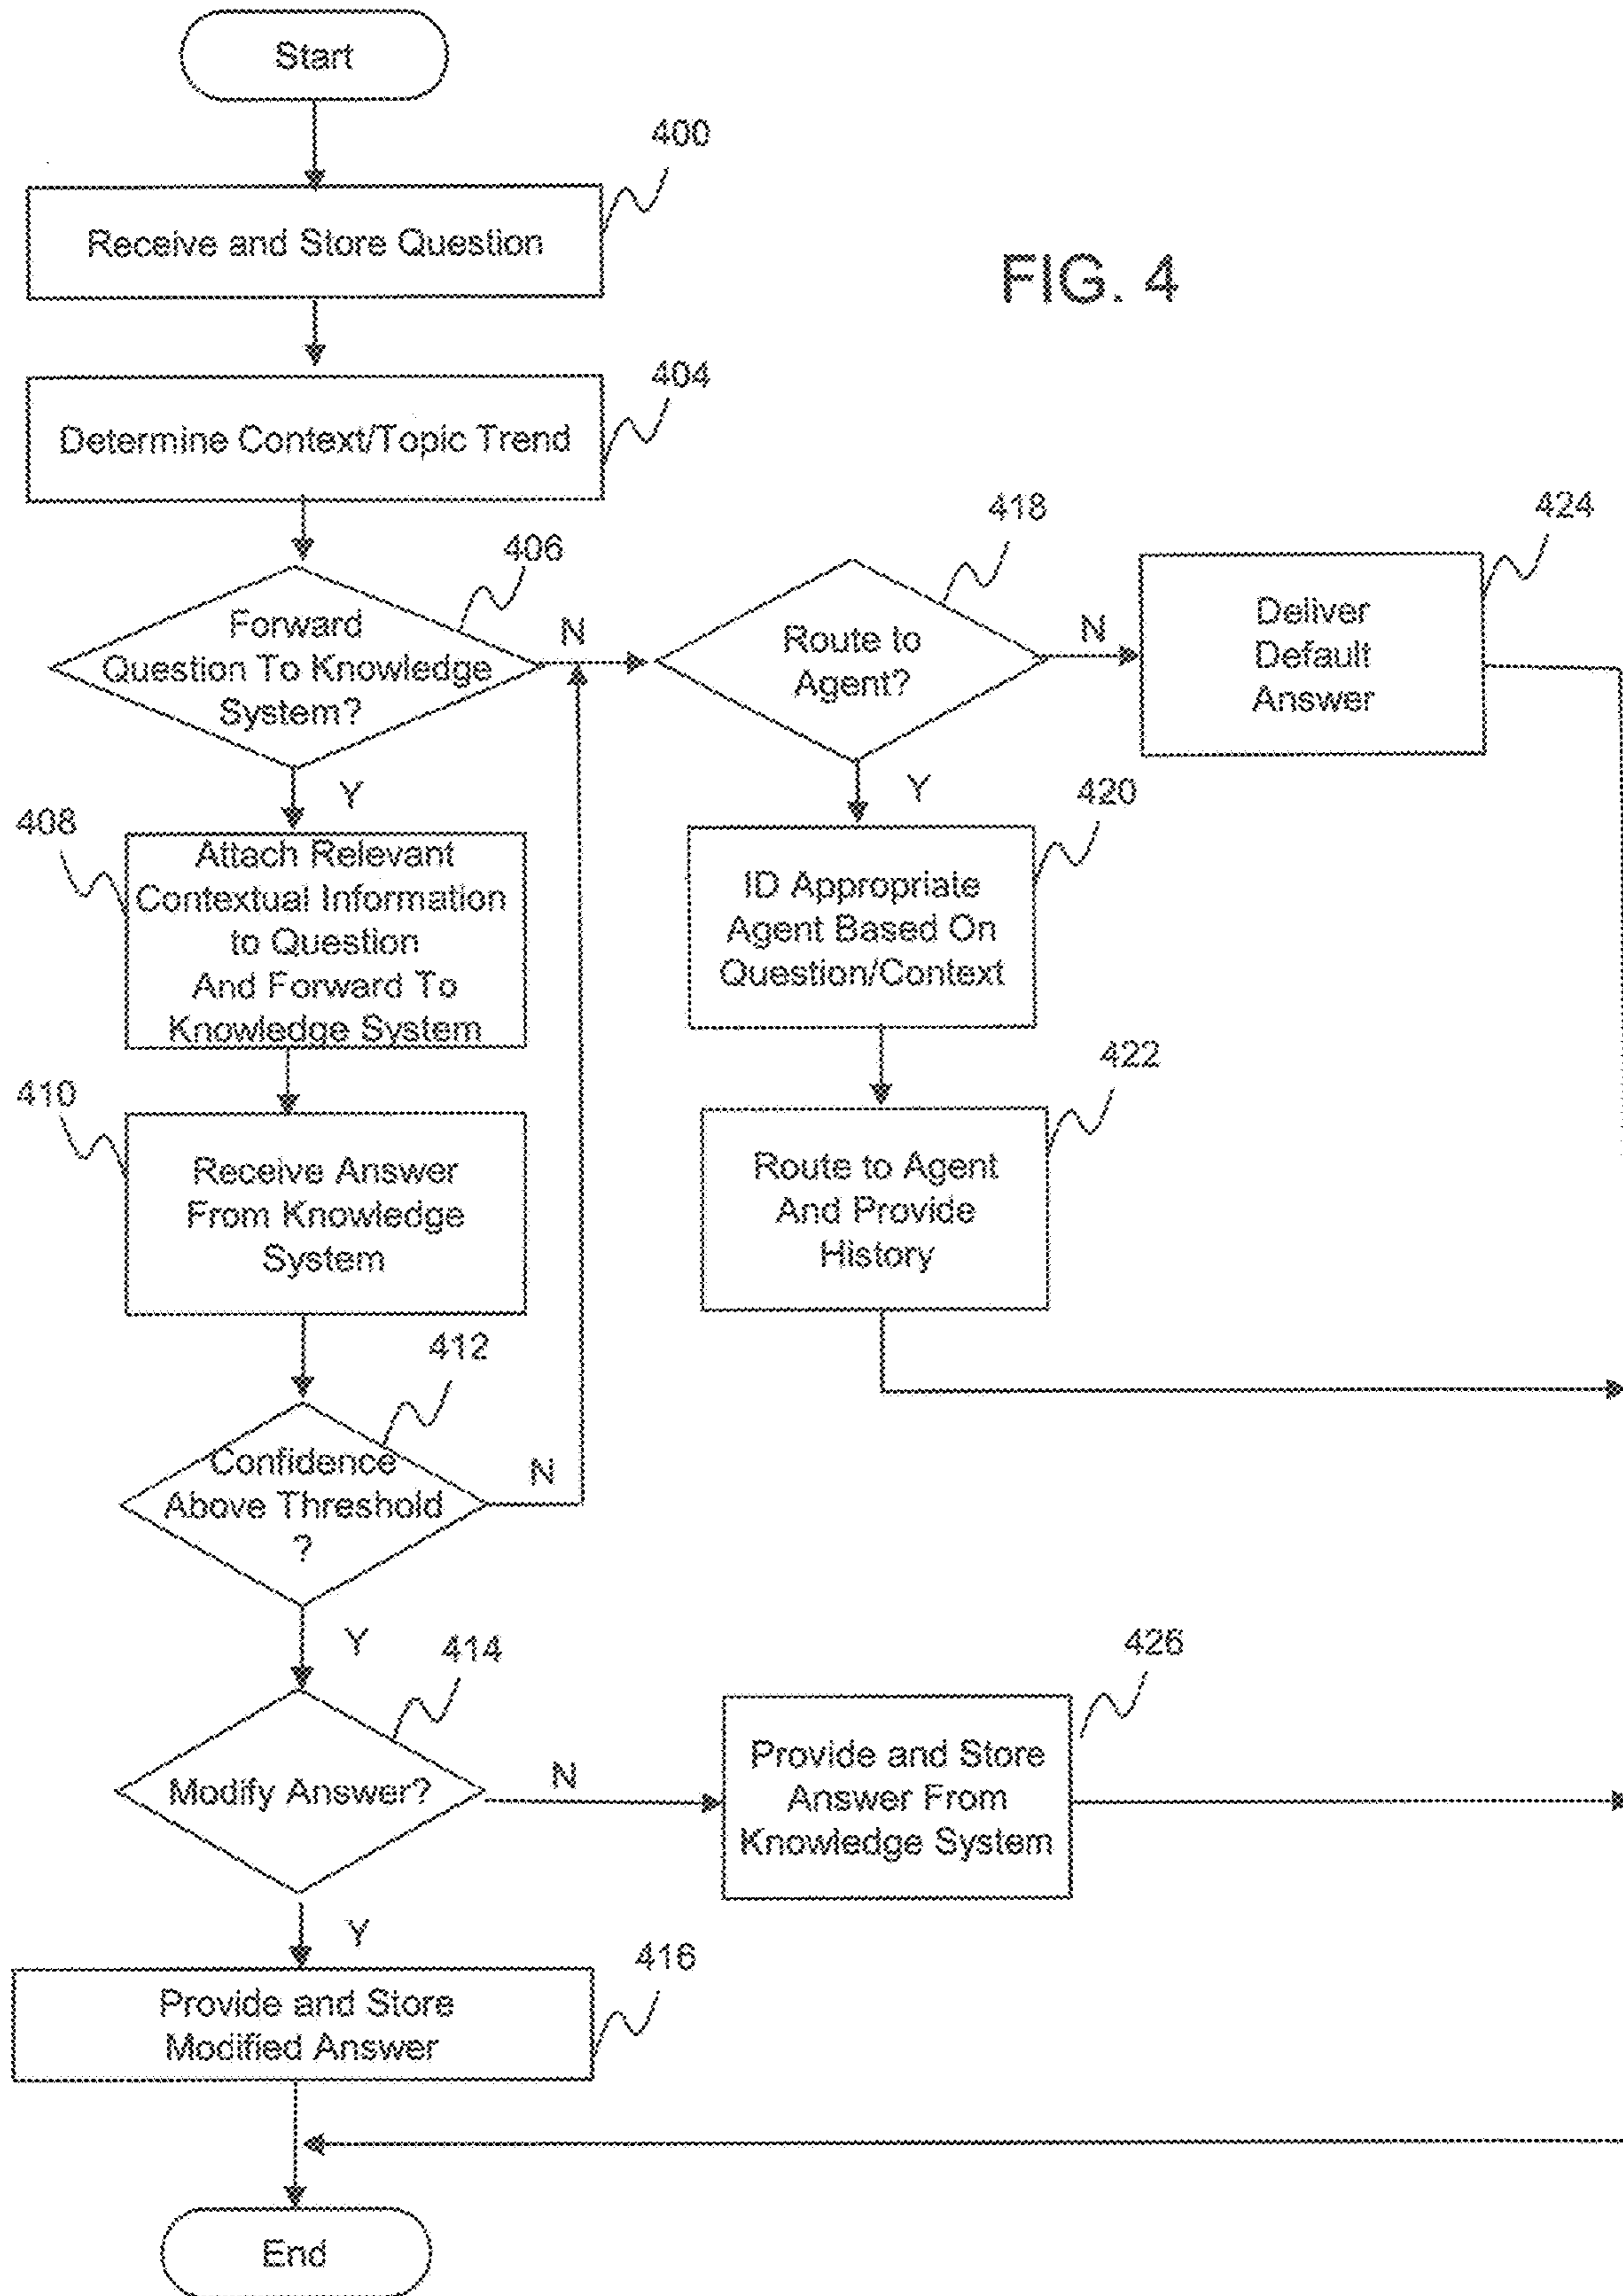 Start
400
Receive and Store Question
FIG. 4
404
Determine Context/Topic Trend
406
Forward
Question To Knowledge
System?
N
Y
418
Route to
Agent?
N
Y
424
Deliver
Default
Answer
408
Attach Relevant
Contextual Information
to Question
And Forward To
Knowledge System
420
ID Appropriate
Agent Based On
Question/Context
410
Receive Answer
From Knowledge
System
422
Route to Agent
And Provide
History
412
Confidence
Above Threshold
?
N
Y
414
Modify Answer?
N
Y
426
Provide and Store
Answer From
Knowledge System
416
Provide and Store
Modified Answer
End